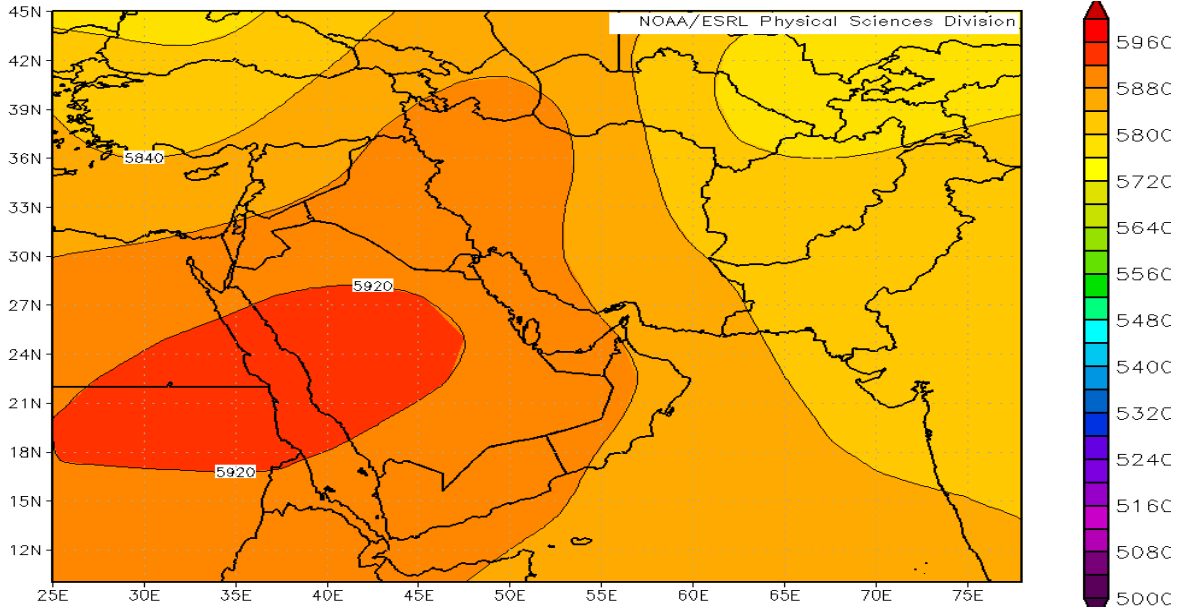 45N
NOAA/ESRL Physical Sciences Division
42N
39N
36N
33N
30N
27N
24N
21N
18N
15N
12N
5840
5920
5920
25E 30E 35E 40E 45E 50E 55E 60E 65E 70E 75E
596C
588C
580C
572C
564C
556C
548C
540C
532C
524C
516C
508C
500C